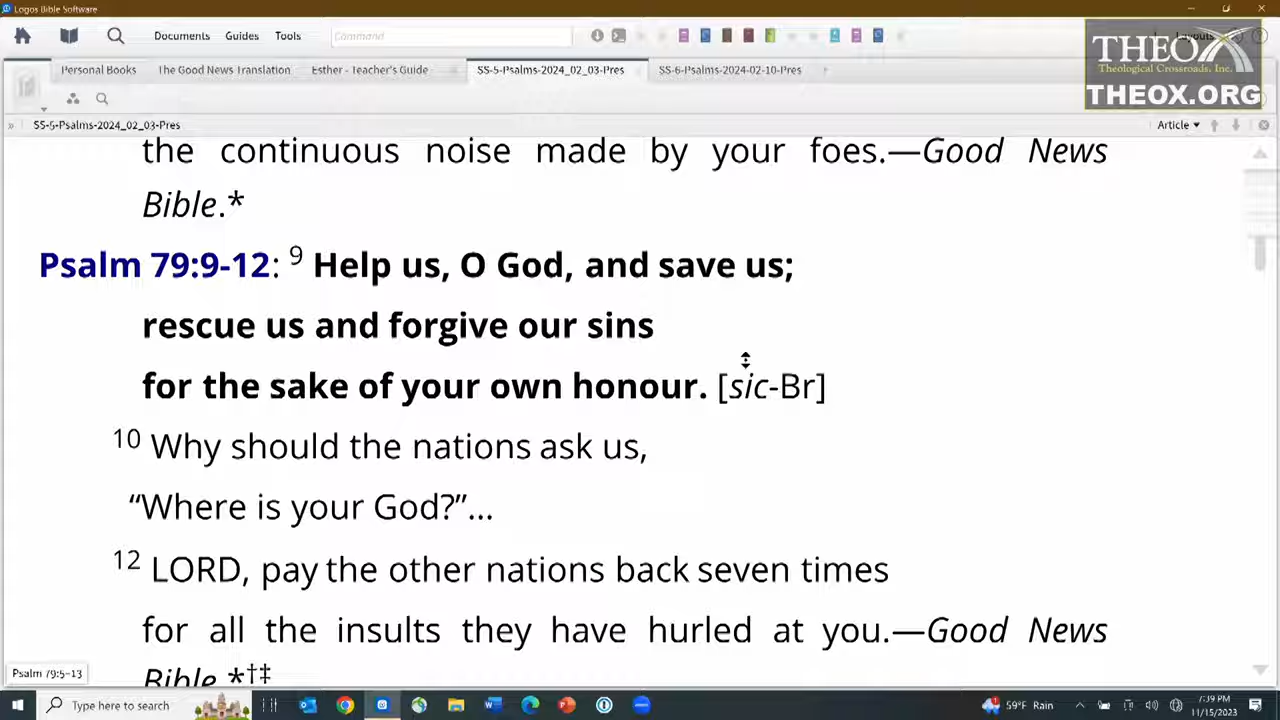 Logos Bible Software
Documents Guides Tools Command Layouts
THEOX
Theological Crossroads, Inc.
THEOX.ORG
Personal Books The Good News Translation Esther - Teacher's Guide SS-5-Psalms-2024_02_03-Pres SS-6-Psalms-2024-02-10-Pres +
» SS-5-Psalms-2024_02_03-Pres Article
the continuous noise made by your foes.—Good News
Bible.*
Psalm 79:9-12: 9 Help us, O God, and save us;
rescue us and forgive our sins
for the sake of your own honour. [sic-Br]
10 Why should the nations ask us,
“Where is your God?”...
12 LORD, pay the other nations back seven times
for all the insults they have hurled at you.—Good News
Bible.*†‡
Psalm 79:5-13
Type here to search
59°F Rain
7:39 PM
11/15/2023